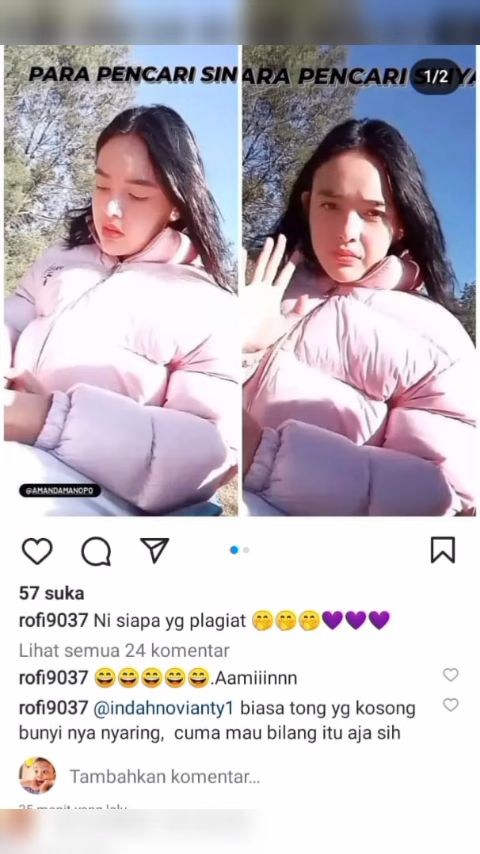 PARA PENCARI SIN
ARA PENCARI S
1/2
@AMANDAMANOPO
57 suka
rofi9037 Ni siapa yg plagiat 🤭🤭🤭💜💜💜
Lihat semua 24 komentar
rofi9037 😄😄😄😄😄.Aamiiinnn
rofi9037 @indahnovianty1 biasa tong yg kosong
bunyi nya nyaring, cuma mau bilang itu aja sih
Tambahkan komentar...